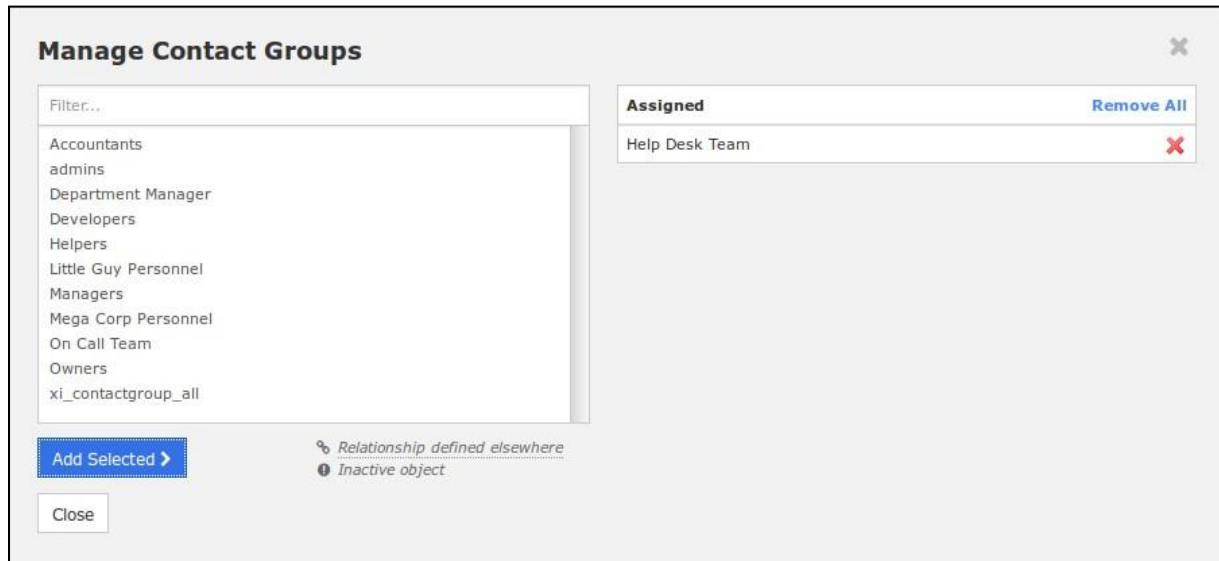 Manage Contact Groups
Filter...
Accountants
admins
Department Manager
Developers
Helpers
Little Guy Personnel
Managers
Mega Corp Personnel
On Call Team
Owners
xi_contactgroup_all
Add Selected
Relationship defined elsewhere
Inactive object
Close
Assigned Remove All
Help Desk Team